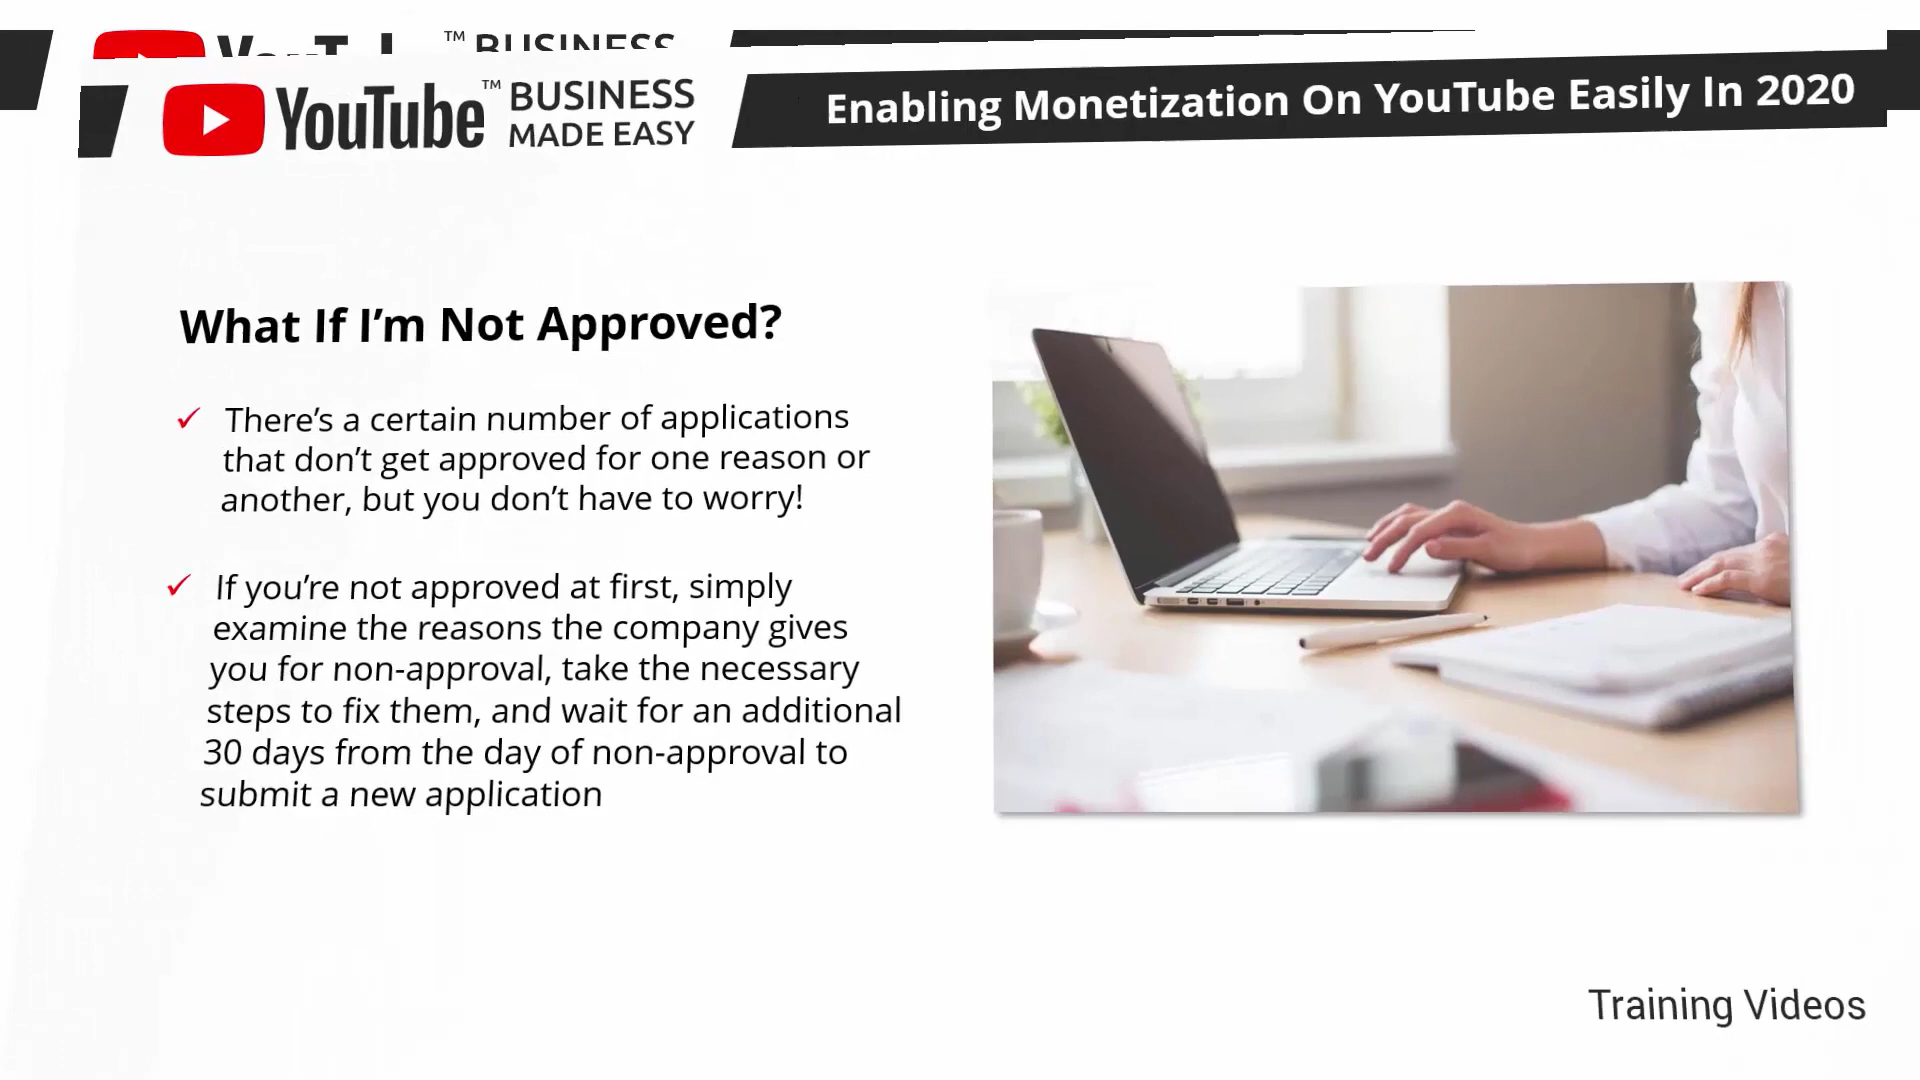 YouTube ™ BUSINESS
YouTube ™ BUSINESS
MADE EASY
Enabling Monetization On YouTube Easily In 2020
What If I’m Not Approved?
✓ There’s a certain number of applications
that don’t get approved for one reason or
another, but you don’t have to worry!
✓ If you’re not approved at first, simply
examine the reasons the company gives
you for non-approval, take the necessary
steps to fix them, and wait for an additional
30 days from the day of non-approval to
submit a new application
Training Videos